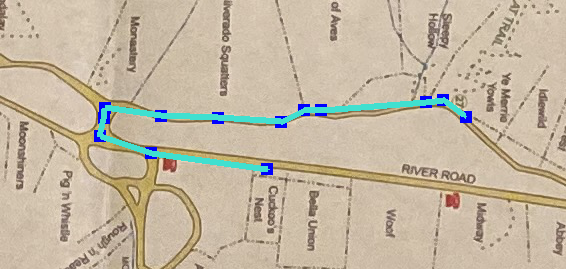 Monastery
of Aves
Sleepy
Hollow
AT TRAIL
Ye Merrie
Yowls
Idlewild
Moonshiners
Pig 'n Whistle
Cuckoo's
Nest
Bella Union
Woof
RIVER ROAD
Midway
Abbey
Squatters